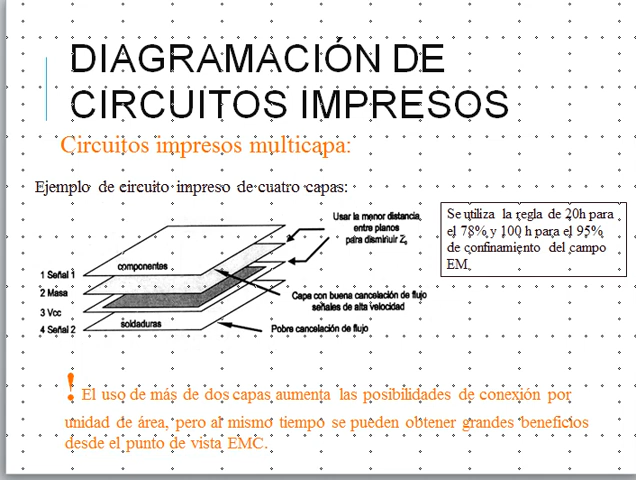 DIAGRAMACIÓN DE
CIRCUITOS IMPRESOS
Circuitos impresos multicapa:
Ejemplo de circuito impreso de cuatro capas:
Usar la menor distancia
entre planos
para disminuir Z₀
Se utiliza la regla de 20h para
el 78% y 100 h para el 95%
de confinamiento del campo
EM.
componentes
1 Señal 1
2 Masa
3 Vcc
4 Señal 2
Capa con buena cancelación de flujo
señales de alta velocidad
soldaduras
Pobre cancelación de flujo
! El uso de más de dos capas aumenta las posibilidades de conexión por
unidad de área, pero al mismo tiempo se pueden obtener grandes beneficios
desde el punto de vista EMC.